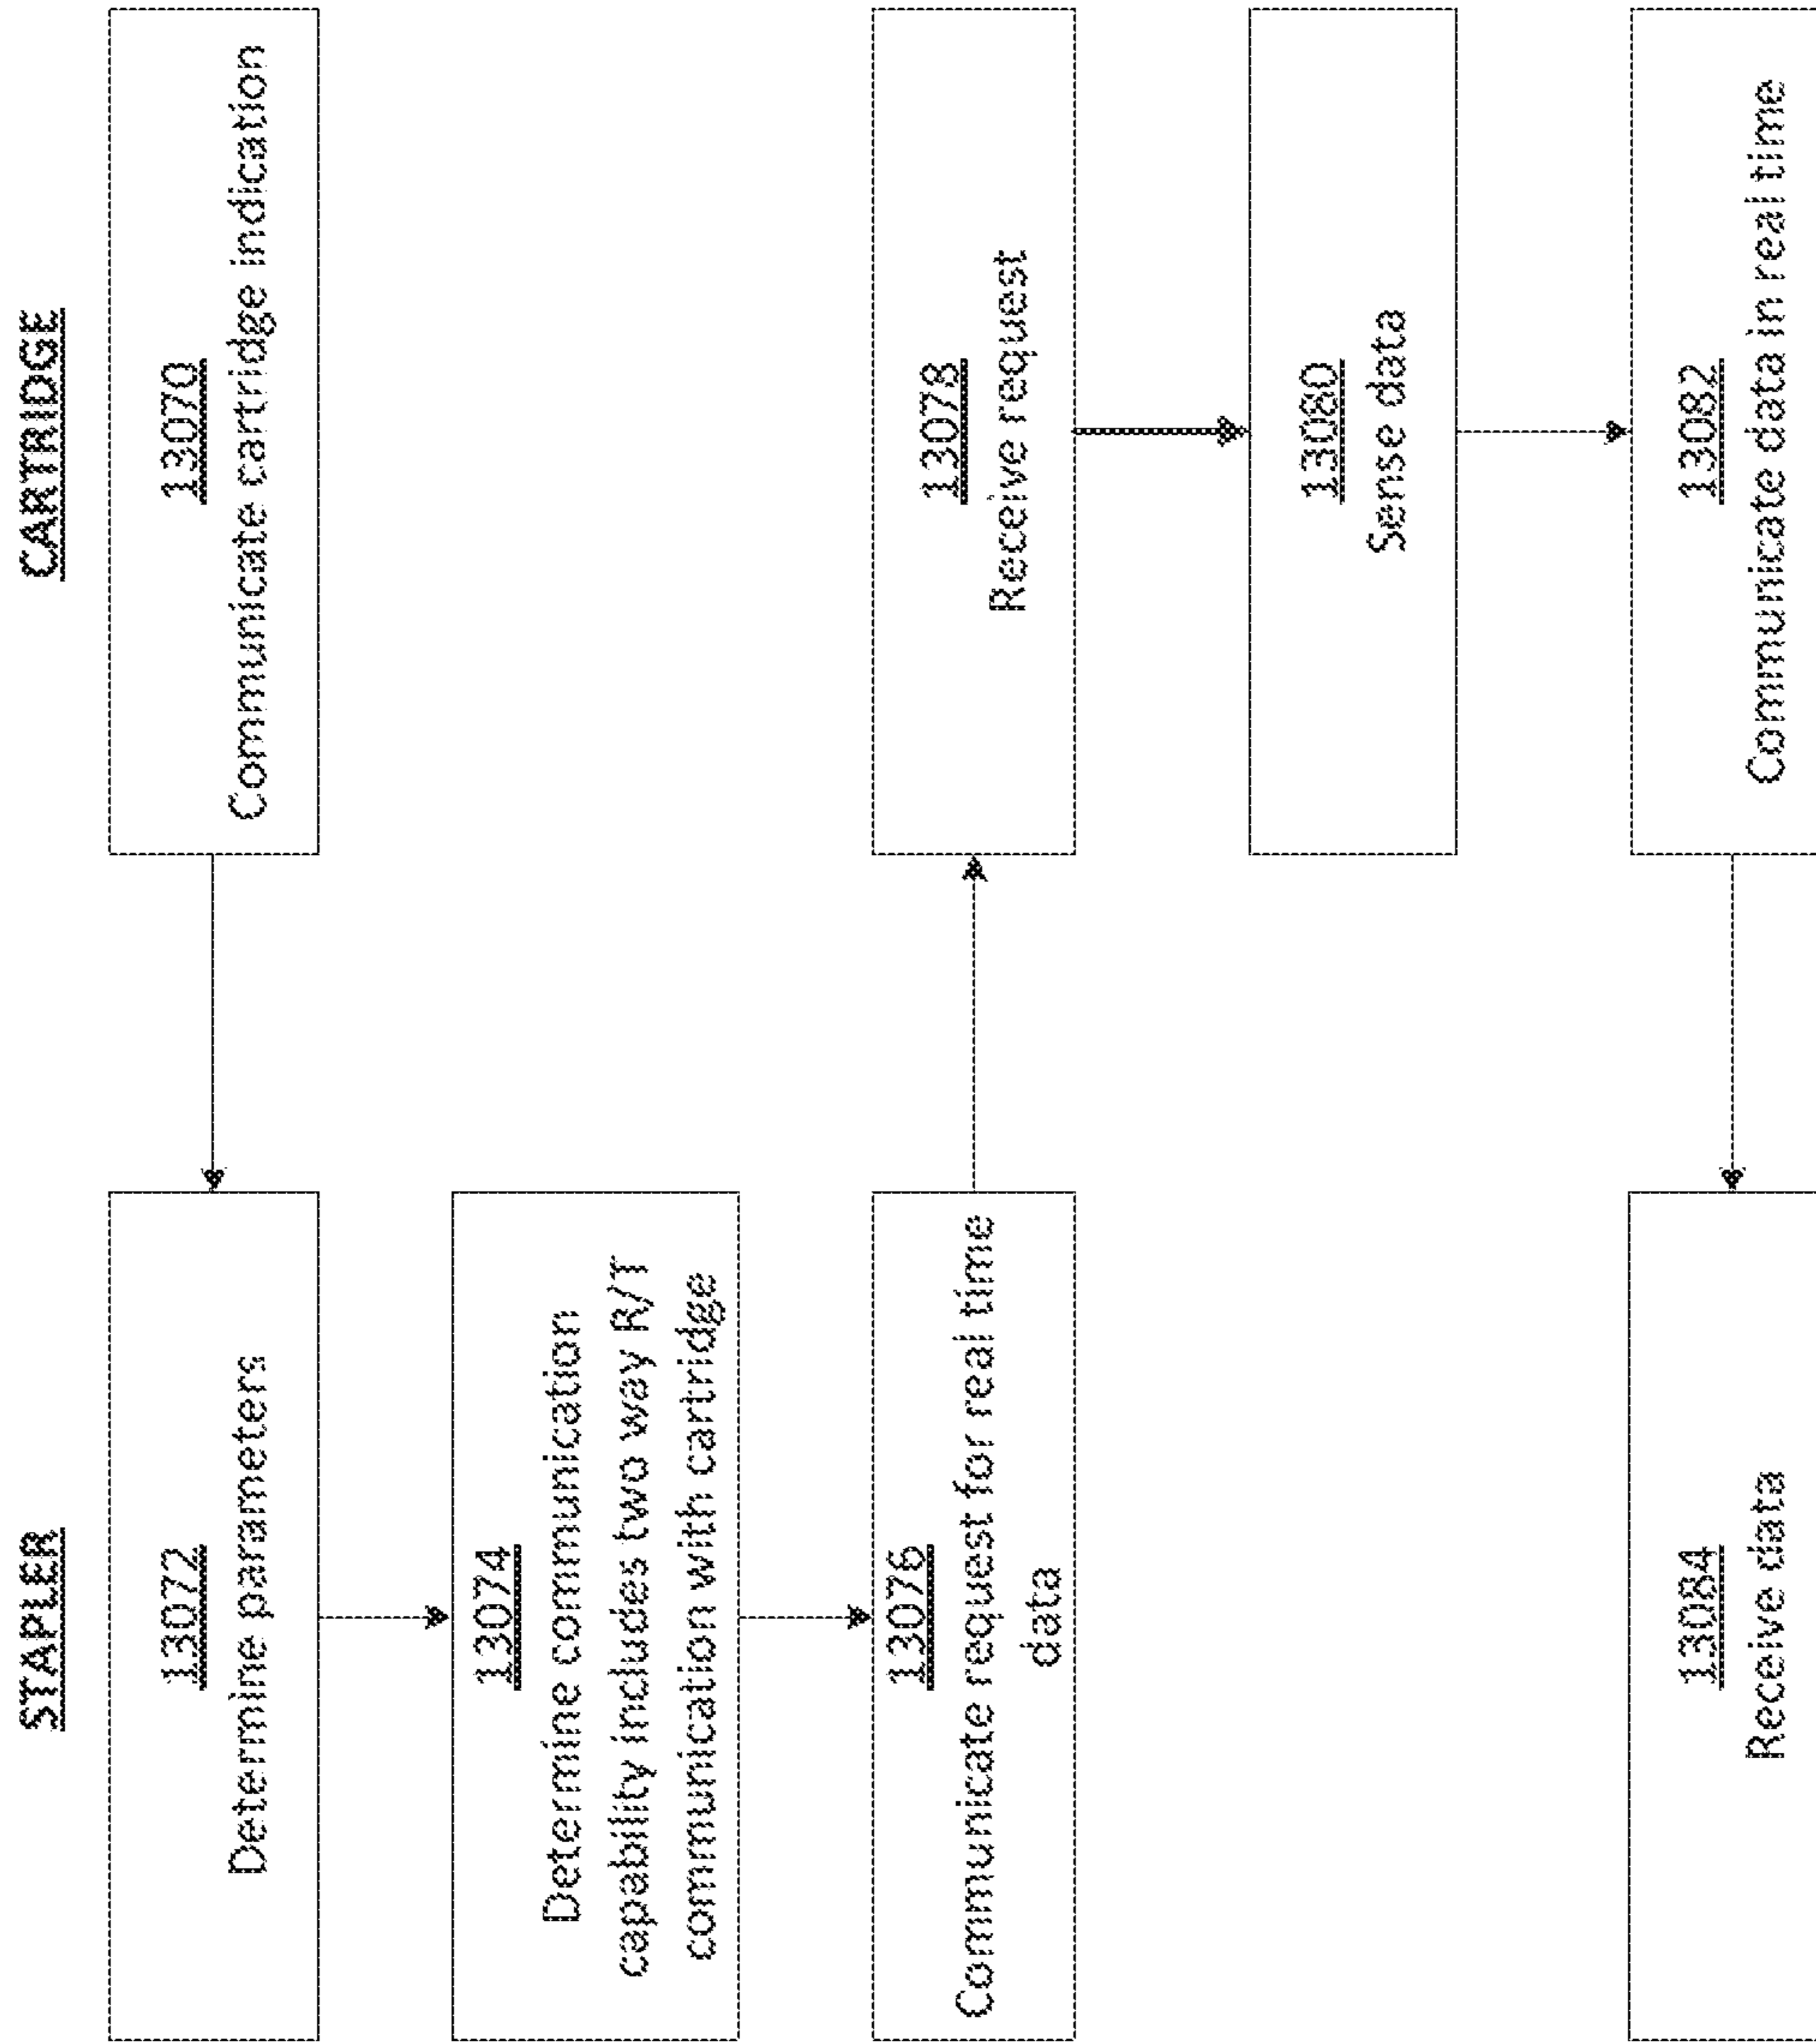 STAPLER
CARTRIDGE
13070
Communicate cartridge indication
13072
Determine parameters
13074
Determine communication
capability includes two way R/T
communication with cartridge
13076
Communicate request for real time
data
13078
Receive request
13080
Sense data
13082
Communicate data in real time
13084
Receive data